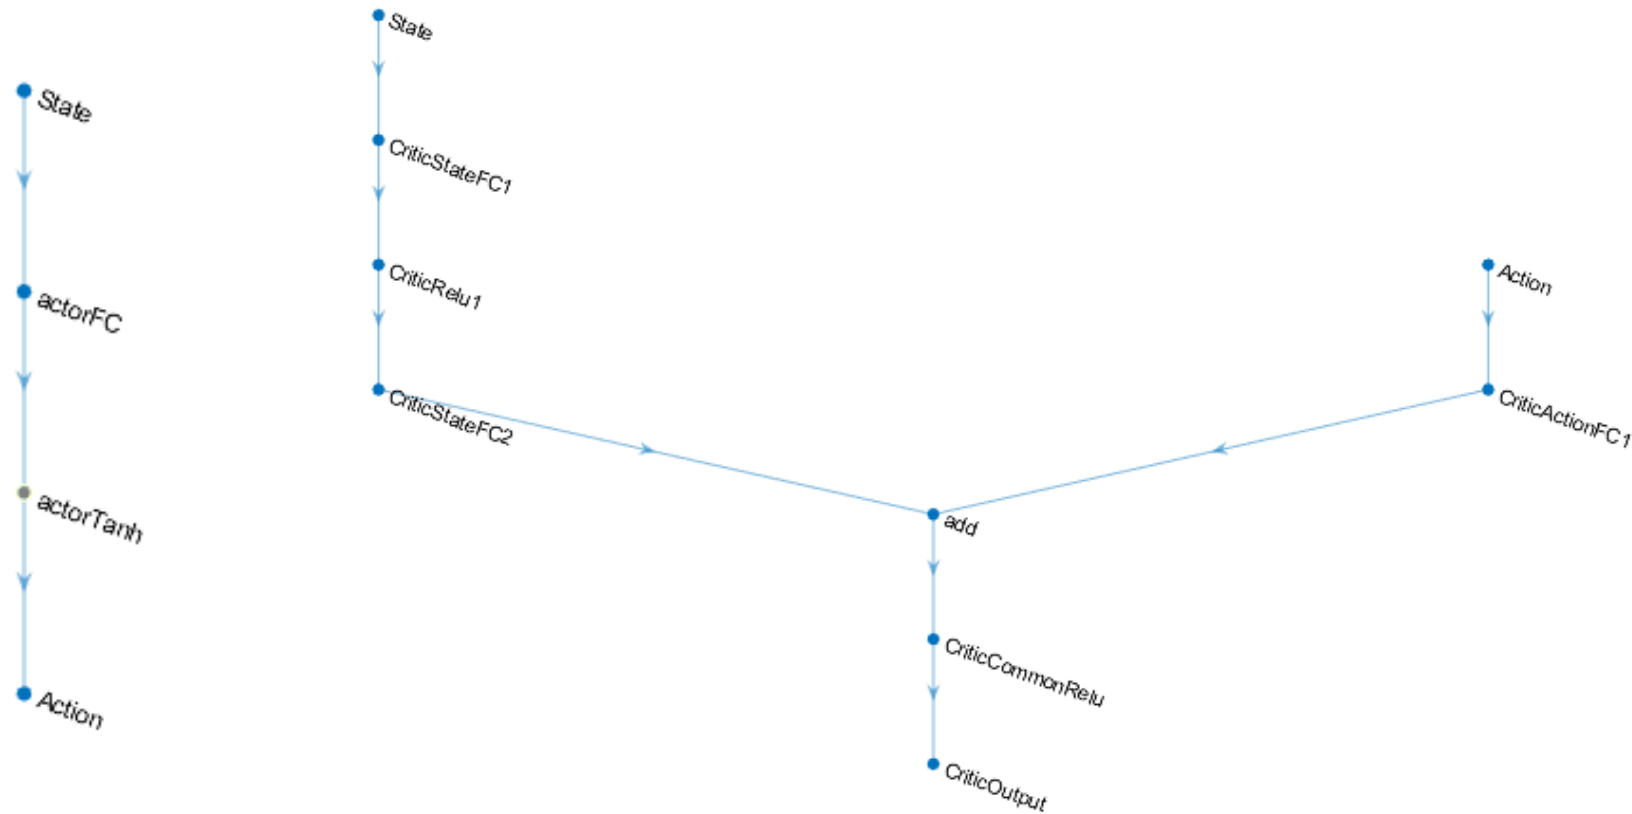 State
actorFC
actorTanh
Action
State
CriticStateFC1
CriticRelu1
CriticStateFC2
Action
CriticActionFC1
add
CriticCommonRelu
CriticOutput